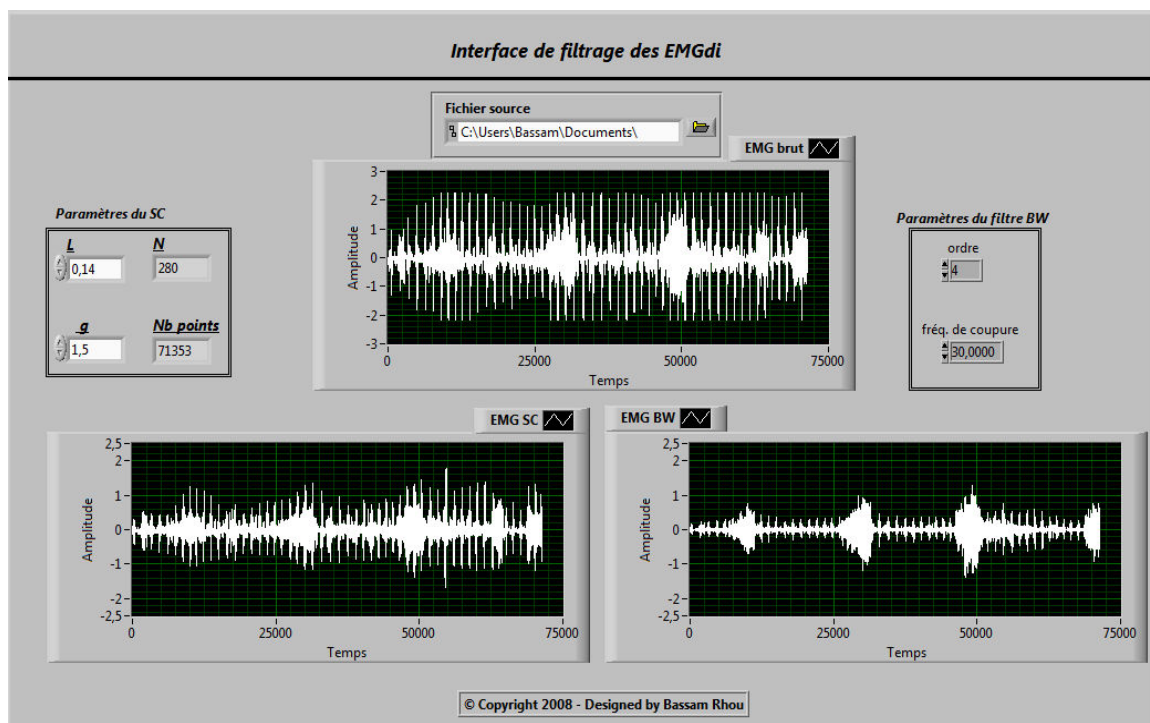 Interface de filtrage des EMGdi
Fichier source
C:\Users\Bassam\Documents\
EMG brut
3
2
1
0
-1
-2
-3
Amplitude
0 25000 50000 75000
Temps
Paramètres du SC
L N
0,14 280
g Nb points
1,5 71353
Paramètres du filtre BW
ordre
4
fréq. de coupure
30,0000
EMG SC
2,5
2
1
0
-1
-2
-2,5
Amplitude
0 25000 50000 75000
Temps
EMG BW
2,5
2
1
0
-1
-2
-2,5
Amplitude
0 25000 50000 75000
Temps
© Copyright 2008 - Designed by Bassam Rhou